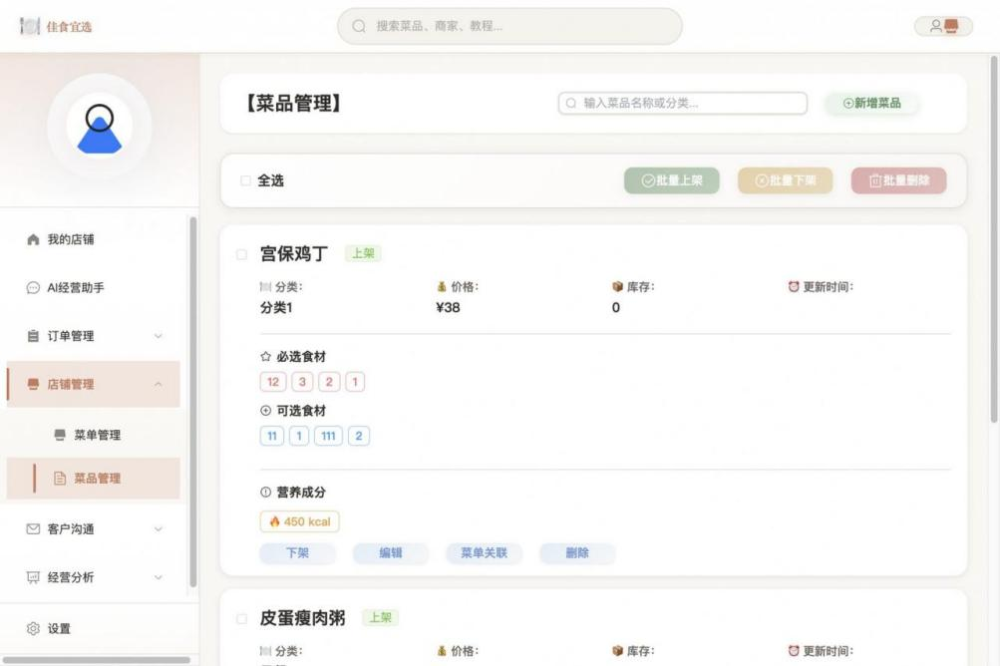 佳食宜选
搜索菜品、商家、教程...
【菜品管理】
输入菜品名称或分类...
新增菜品
全选
批量上架
批量下架
批量删除
我的店铺
AI经营助手
订单管理
店铺管理
菜单管理
菜品管理
客户沟通
经营分析
设置
宫保鸡丁 上架
分类: 价格: 库存: 更新时间:
分类1 ¥38 0
必选食材
12 3 2 1
可选食材
11 1 111 2
营养成分
450 kcal
下架 编辑 菜单关联 删除
皮蛋瘦肉粥 上架
分类: 价格: 库存: 更新时间: